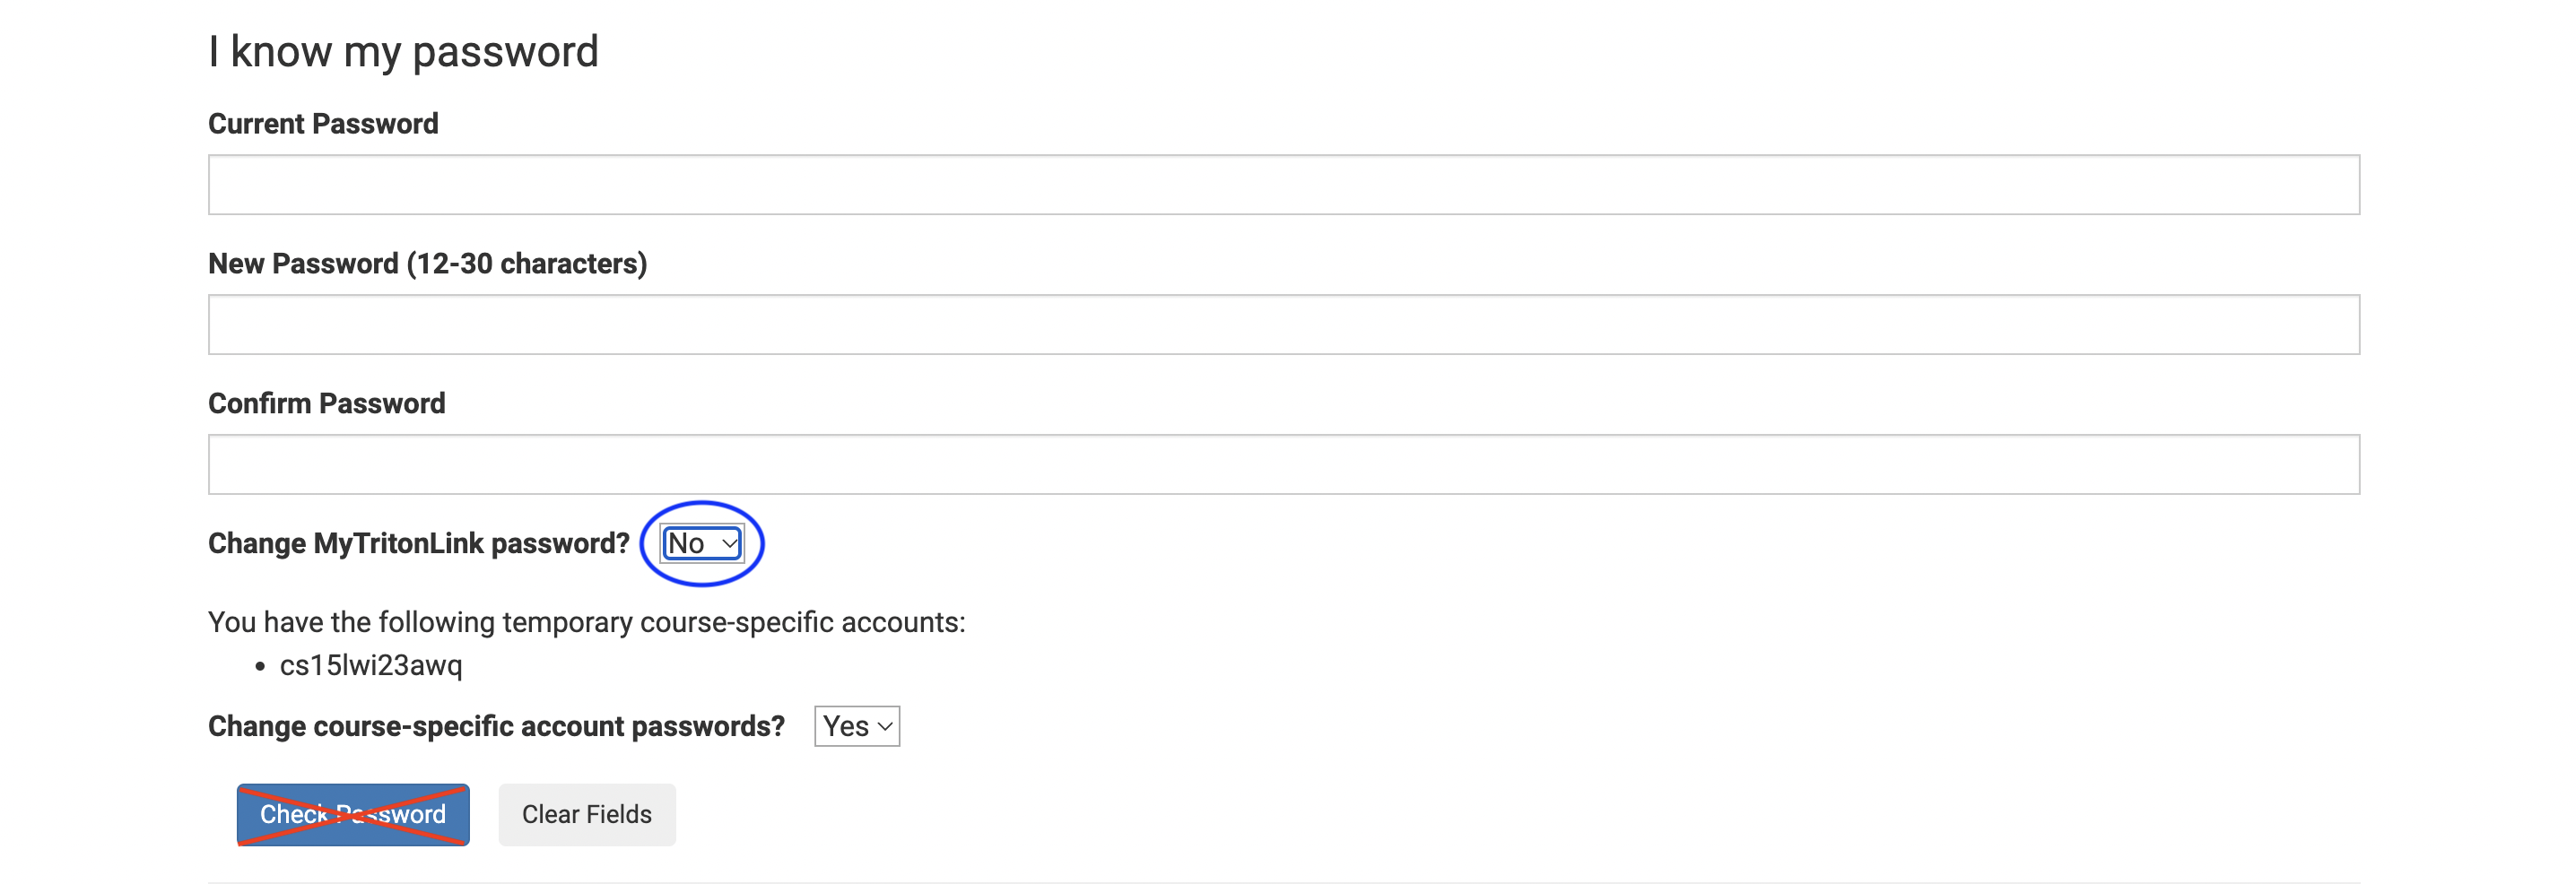 I know my password
Current Password
New Password (12-30 characters)
Confirm Password
Change MyTritonLink password? No
You have the following temporary course-specific accounts:
• cs15lwi23awq
Change course-specific account passwords? Yes
Check Password Clear Fields